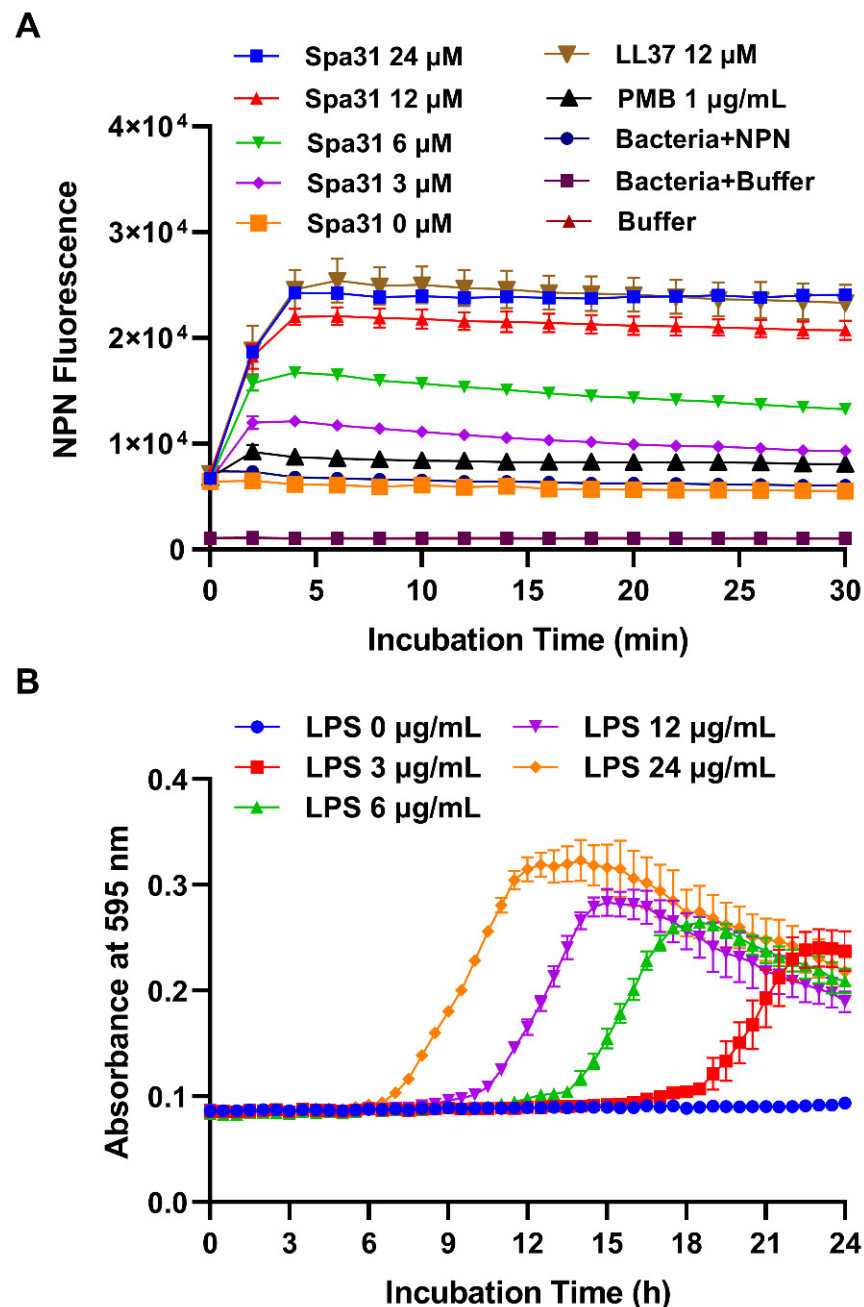 A
Spa31 24 µM
LL37 12 µM
Spa31 12 µM
PMB 1 µg/mL
Spa31 6 µM
Bacteria+NPN
Spa31 3 µM
Bacteria+Buffer
Spa31 0 µM
Buffer
4×10⁴
3×10⁴
2×10⁴
1×10⁴
0
NPN Fluorescence
0 5 10 15 20 25 30
Incubation Time (min)
B
LPS 0 µg/mL
LPS 12 µg/mL
LPS 3 µg/mL
LPS 24 µg/mL
LPS 6 µg/mL
0.4
0.3
0.2
0.1
0.0
Absorbance at 595 nm
0 3 6 9 12 15 18 21 24
Incubation Time (h)